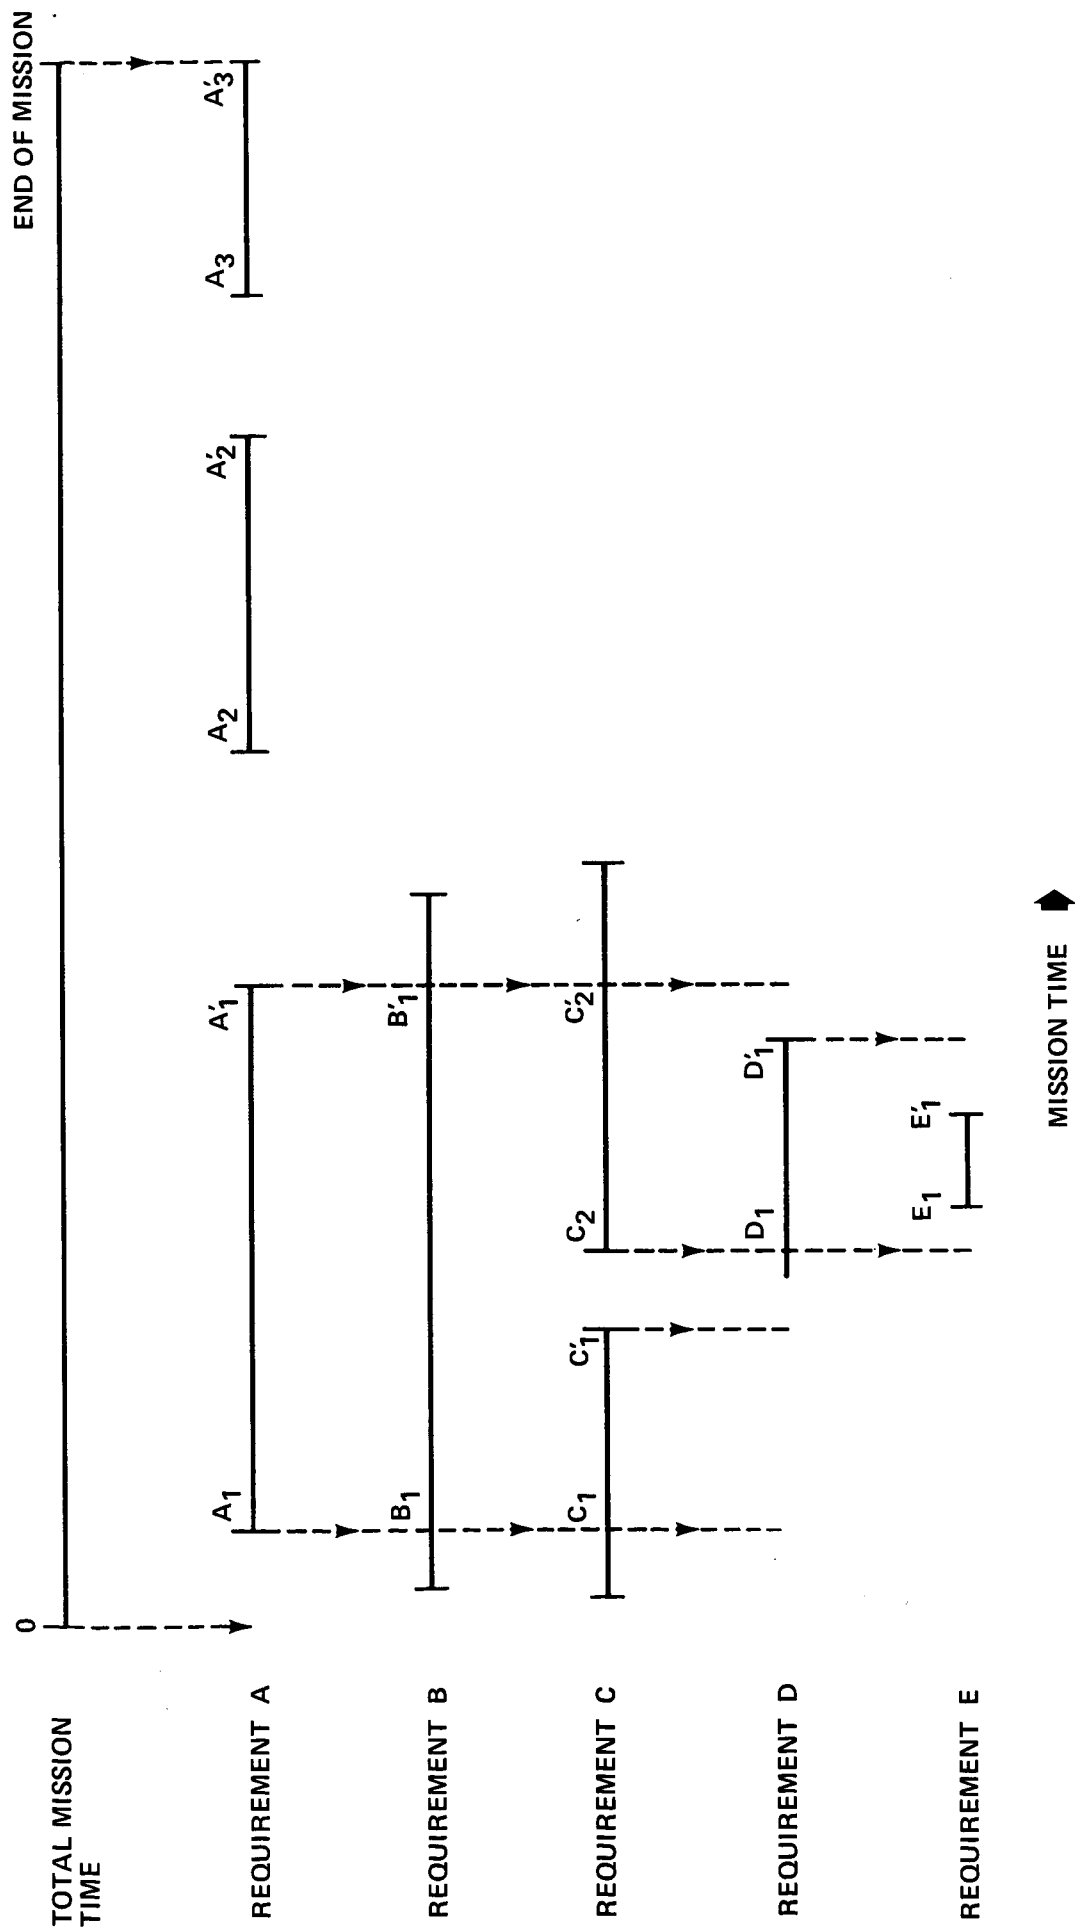 TOTAL MISSION
TIME
0
END OF MISSION
REQUIREMENT A
A1
A'1
A2
A'2
A3
A'3
REQUIREMENT B
B1
B'1
REQUIREMENT C
C1
C'1
C2
C'2
REQUIREMENT D
D1
D'1
REQUIREMENT E
E1
E'1
MISSION TIME